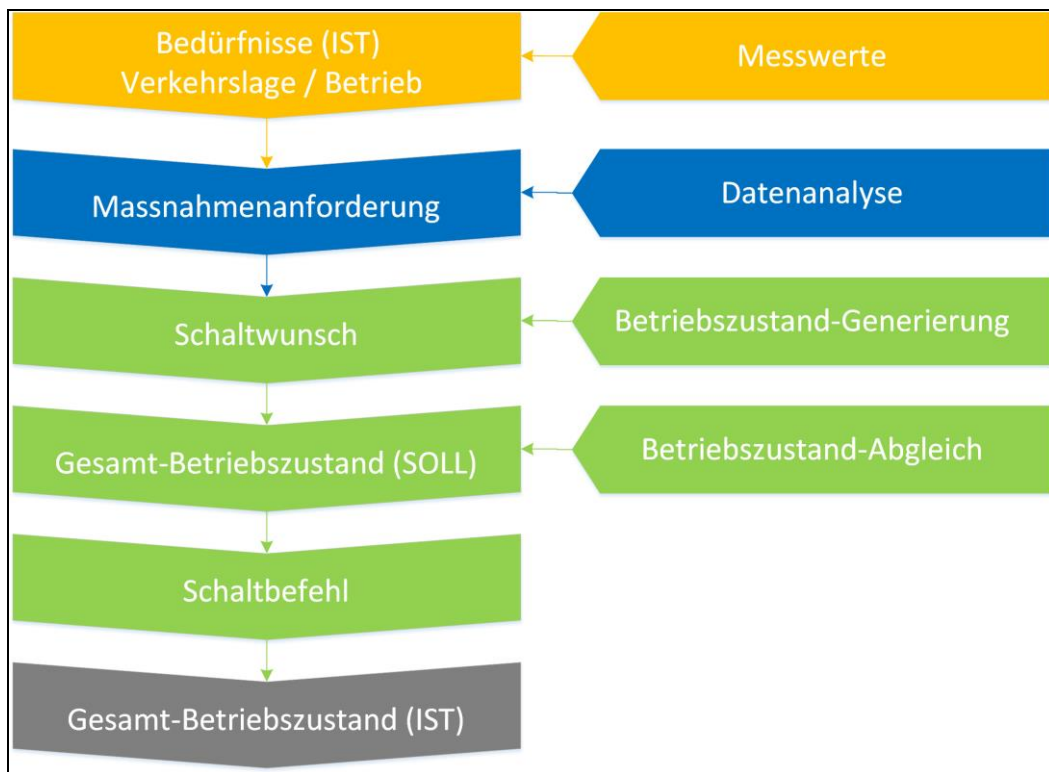 Bedürfnisse (IST)
Verkehrslage / Betrieb
Messwerte
Massnahmenanforderung
Datenanalyse
Schaltwunsch
Betriebszustand-Generierung
Gesamt-Betriebszustand (SOLL)
Betriebszustand-Abgleich
Schaltbefehl
Gesamt-Betriebszustand (IST)